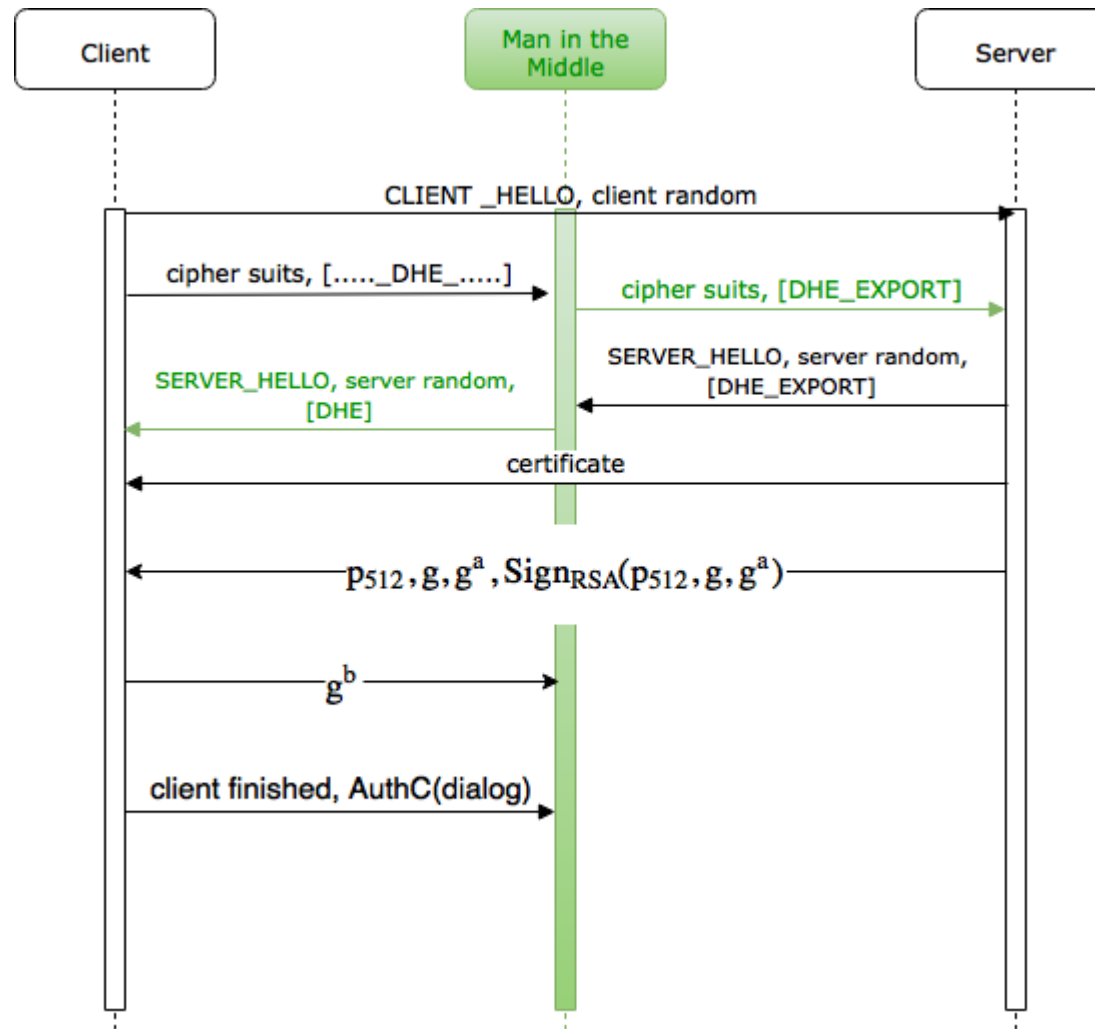 Client
Man in the
Middle
Server
CLIENT _HELLO, client random
cipher suits, [....._DHE_.....]
cipher suits, [DHE_EXPORT]
SERVER_HELLO, server random,
[DHE_EXPORT]
SERVER_HELLO, server random,
[DHE]
certificate
p₅₁₂, g, gᵃ, Sign_RSA(p₅₁₂, g, gᵃ)
gᵇ
client finished, AuthC(dialog)